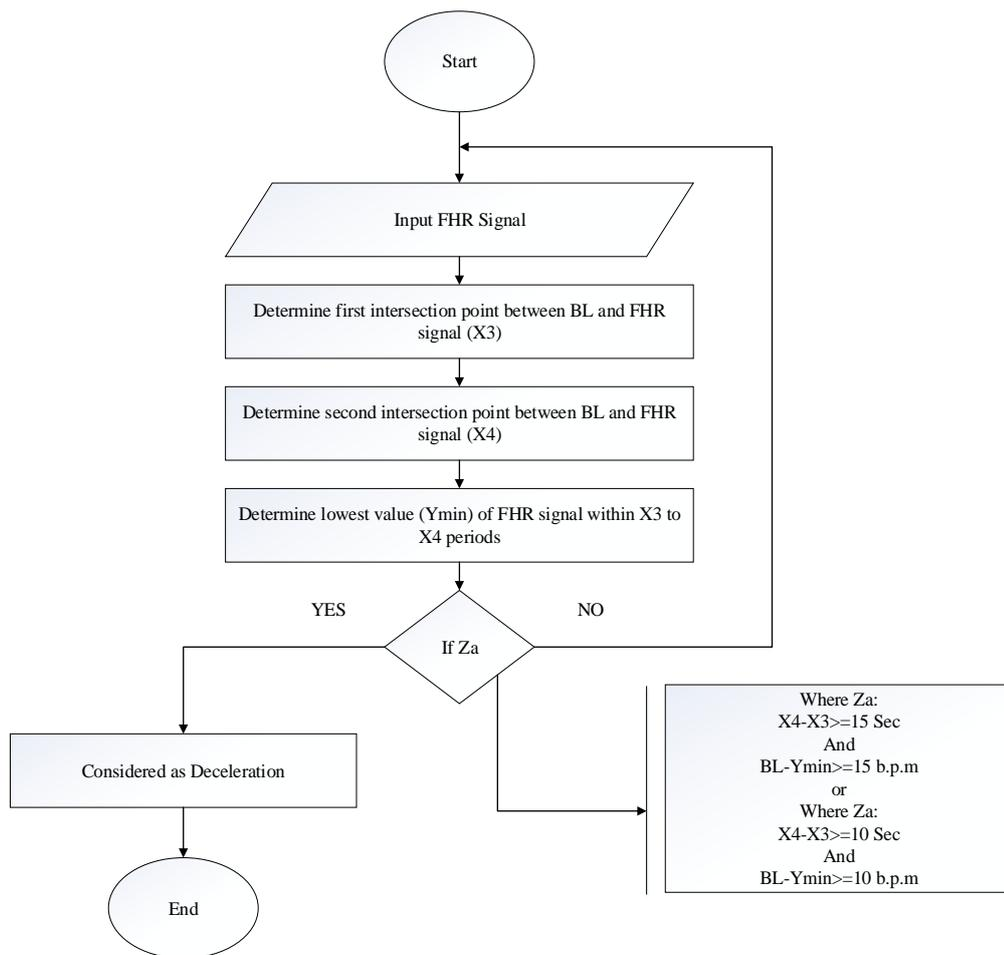 Start
Input FHR Signal
Determine first intersection point between BL and FHR
signal (X3)
Determine second intersection point between BL and FHR
signal (X4)
Determine lowest value (Ymin) of FHR signal within X3 to
X4 periods
YES
NO
If Za
Where Za:
X4-X3>=15 Sec
And
BL-Ymin>=15 b.p.m
or
Where Za:
X4-X3>=10 Sec
And
BL-Ymin>=10 b.p.m
Considered as Deceleration
End